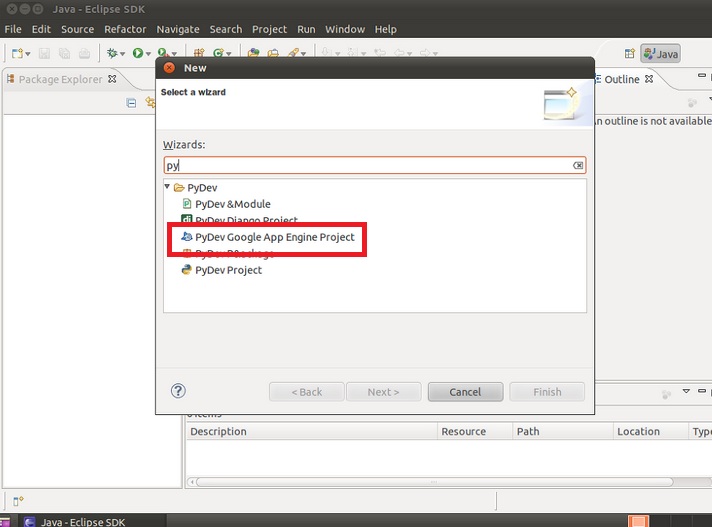 Java - Eclipse SDK
File Edit Source Refactor Navigate Search Project Run Window Help
Java
Package Explorer
Outline
An outline is not available
New
Select a wizard
Wizards:
py
PyDev
PyDev &Module
PyDev Django Project
PyDev Google App Engine Project
PyDev P&ackage
PyDev Project
? < Back Next > Cancel Finish
0 items
Description Resource Path Location Type
Java - Eclipse SDK